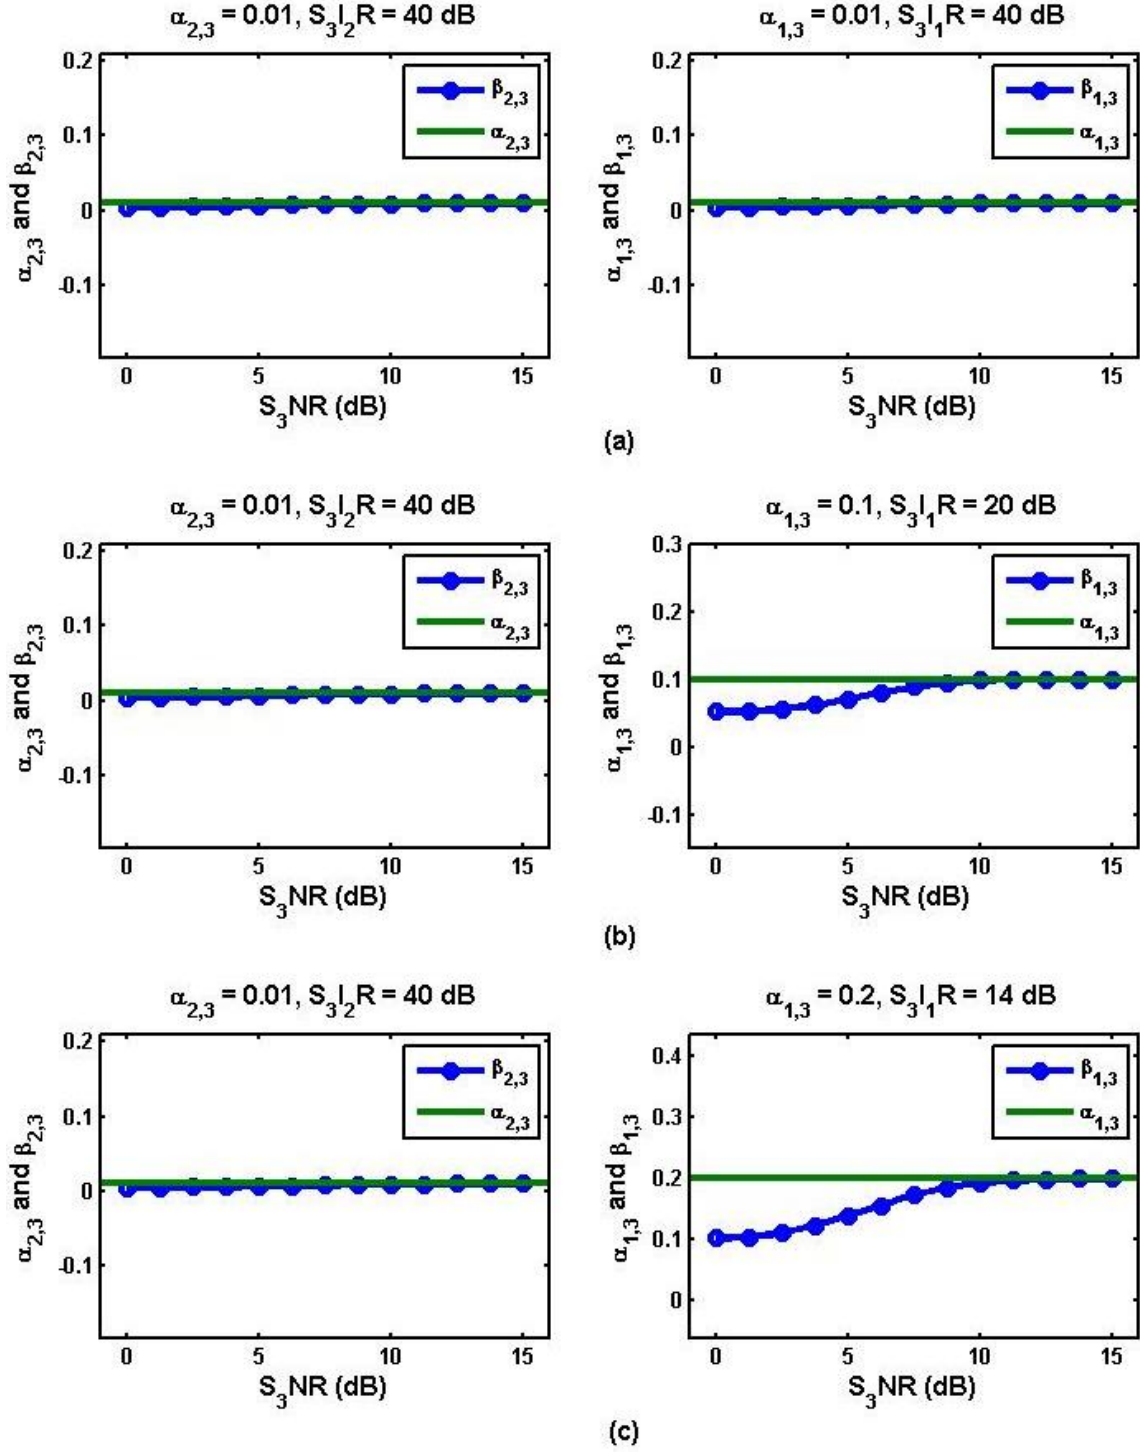 α2,3 = 0.01, S3I2R = 40 dB
α2,3 and β2,3
0.2
0.1
0
-0.1
β2,3
α2,3
0 5 10 15
S3NR (dB)
α1,3 = 0.01, S3I1R = 40 dB
α1,3 and β1,3
0.2
0.1
0
-0.1
β1,3
α1,3
0 5 10 15
S3NR (dB)
(a)
α2,3 = 0.01, S3I2R = 40 dB
α2,3 and β2,3
0.2
0.1
0
-0.1
β2,3
α2,3
0 5 10 15
S3NR (dB)
α1,3 = 0.1, S3I1R = 20 dB
α1,3 and β1,3
0.3
0.2
0.1
0
-0.1
β1,3
α1,3
0 5 10 15
S3NR (dB)
(b)
α2,3 = 0.01, S3I2R = 40 dB
α2,3 and β2,3
0.2
0.1
0
-0.1
β2,3
α2,3
0 5 10 15
S3NR (dB)
α1,3 = 0.2, S3I1R = 14 dB
α1,3 and β1,3
0.4
0.3
0.2
0.1
0
β1,3
α1,3
0 5 10 15
S3NR (dB)
(c)